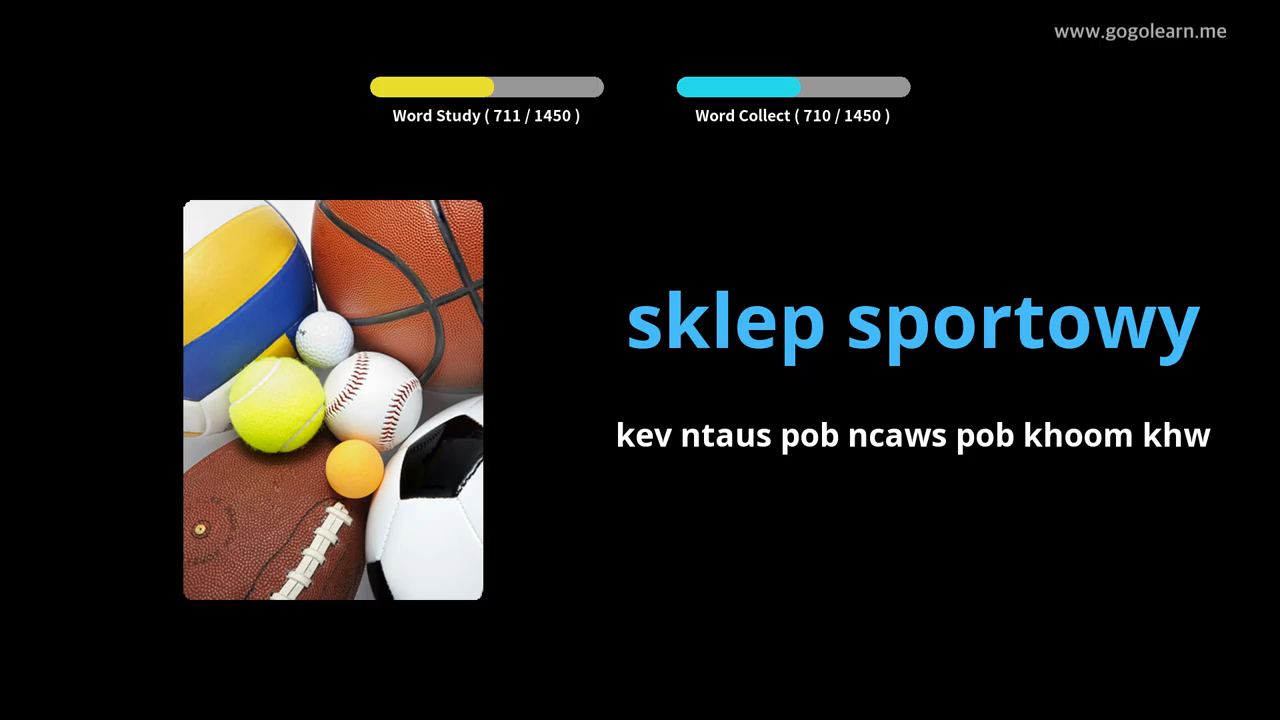 www.gogolearn.me
Word Study ( 711 / 1450 )
Word Collect ( 710 / 1450 )
sklep sportowy
kev ntaus pob ncaws pob khoom khw